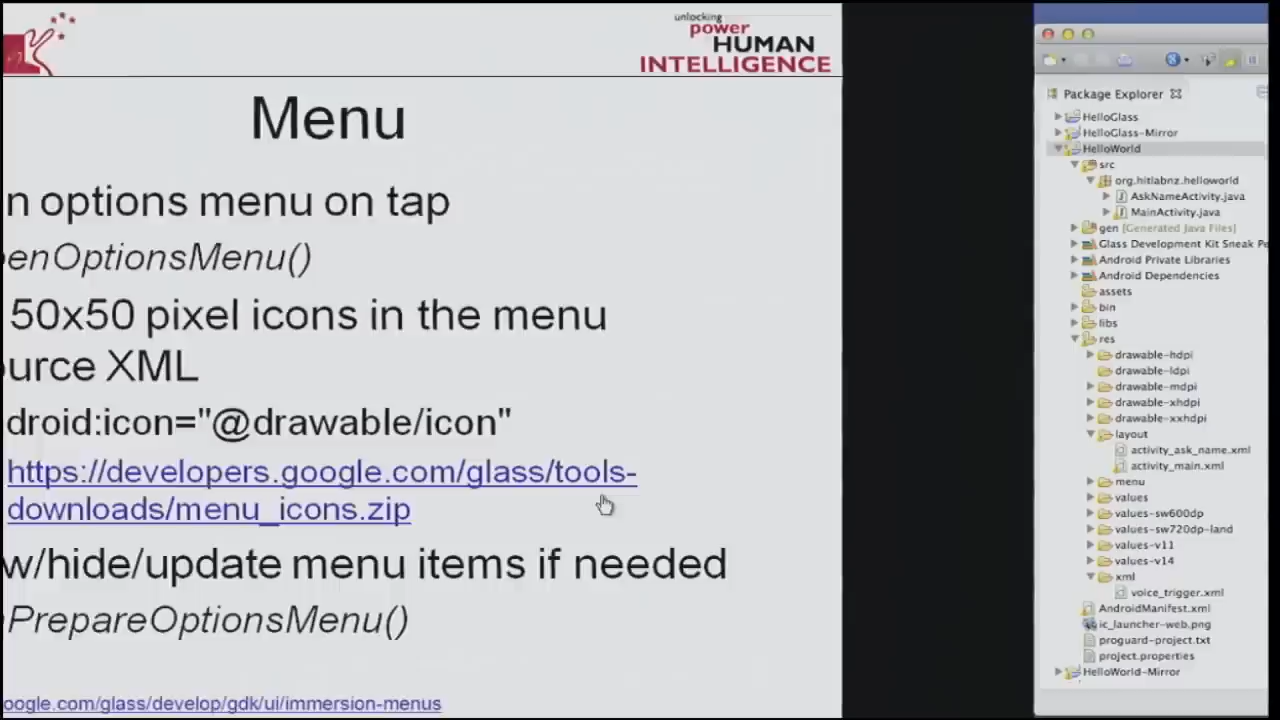 unlocking
power
HUMAN
INTELLIGENCE
Menu
n options menu on tap
enOptionsMenu()
50x50 pixel icons in the menu
urce XML
droid:icon="@drawable/icon"
https://developers.google.com/glass/tools-
downloads/menu_icons.zip
w/hide/update menu items if needed
PrepareOptionsMenu()
oogle.com/glass/develop/gdk/ui/immersion-menus
Package Explorer
HelloGlass
HelloGlass-Mirror
HelloWorld
src
org.hitlabnz.helloworld
AskNameActivity.java
MainActivity.java
gen [Generated Java Files]
Glass Development Kit Sneak Pe
Android Private Libraries
Android Dependencies
assets
bin
libs
res
drawable-hdpi
drawable-ldpi
drawable-mdpi
drawable-xhdpi
drawable-xxhdpi
layout
activity_ask_name.xml
activity_main.xml
menu
values
values-sw600dp
values-sw720dp-land
values-v11
values-v14
xml
voice_trigger.xml
AndroidManifest.xml
ic_launcher-web.png
proguard-project.txt
project.properties
HelloWorld-Mirror